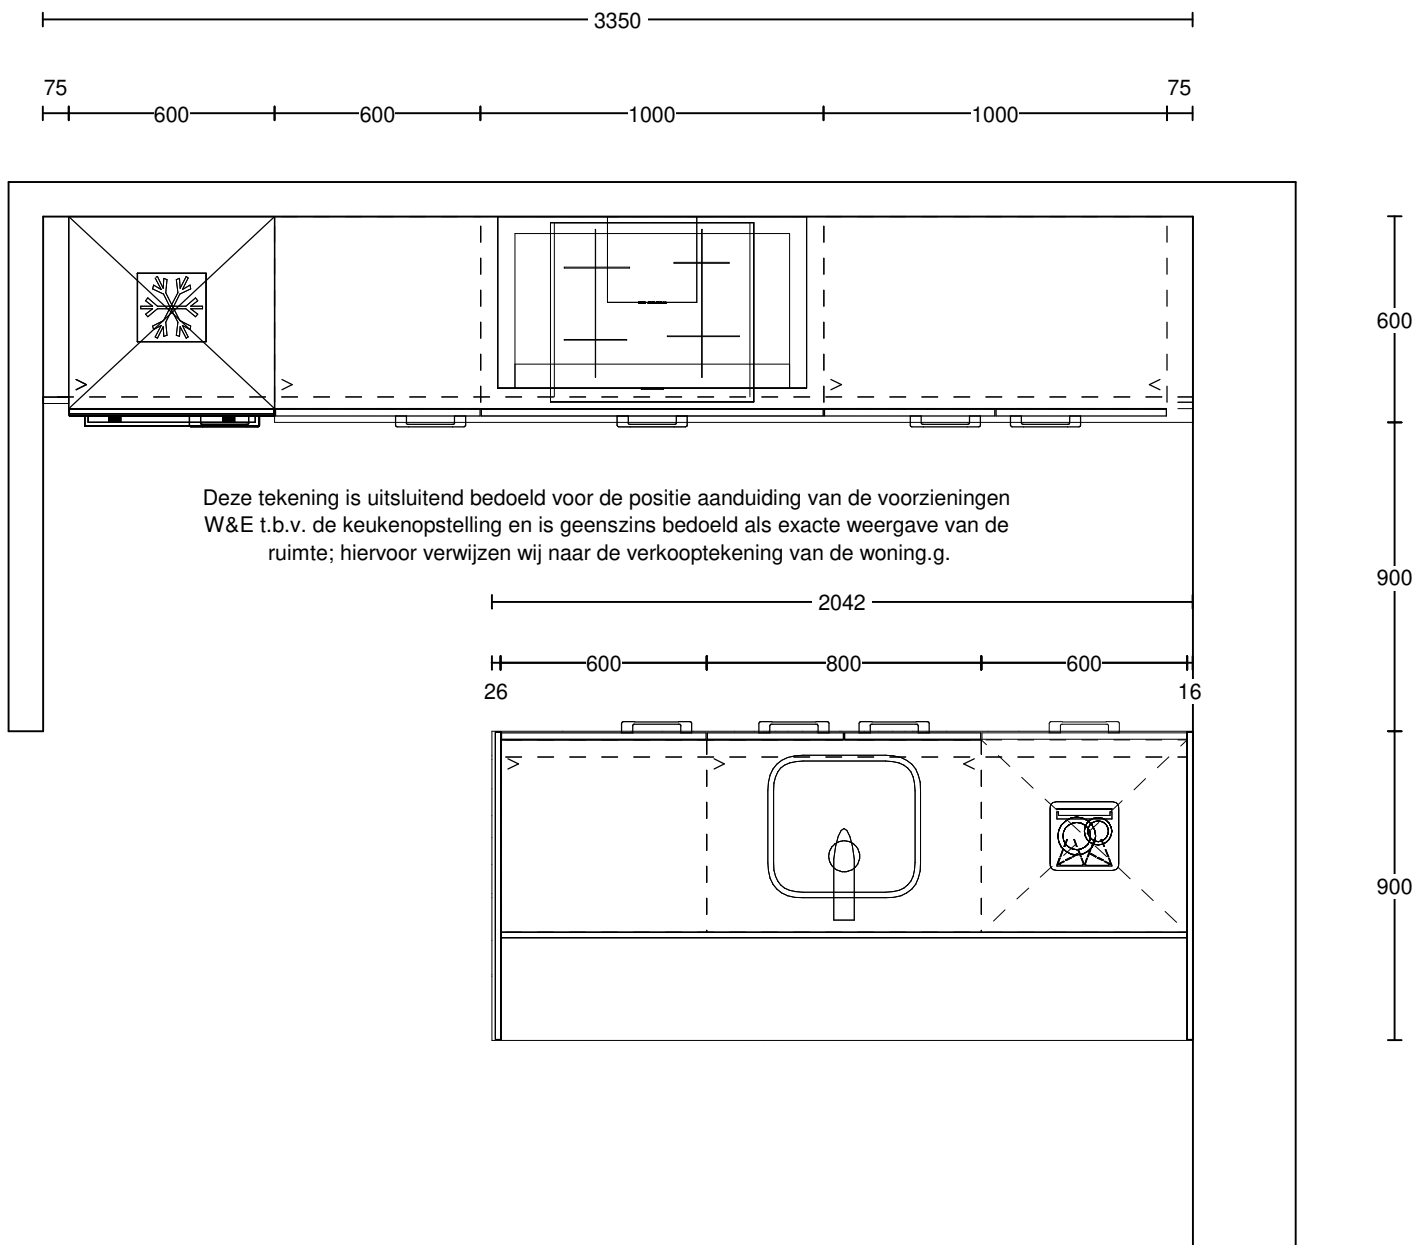 3350
75 75
600 600 1000 1000
600
Deze tekening is uitsluitend bedoeld voor de positie aanduiding van de voorzieningen
W&E t.b.v. de keukenopstelling en is geenszins bedoeld als exacte weergave van de
ruimte; hiervoor verwijzen wij naar de verkooptekening van de woning.g.
900
2042
600 800 600
26 16
900